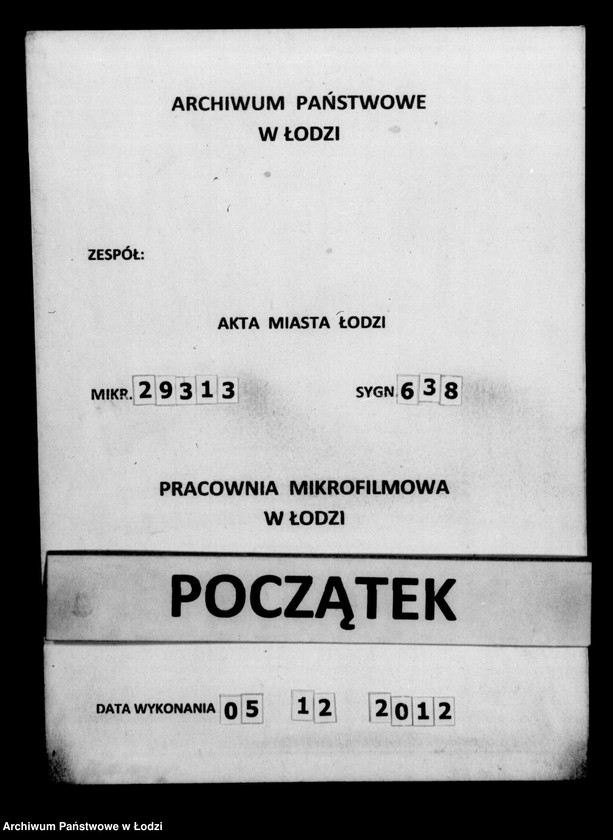 ARCHIWUM PAŃSTWOWE
W ŁODZI
ZESPÓŁ:
AKTA MIASTA ŁODZI
MIKR. 29313 SYGN. 638
PRACOWNIA MIKROFILMOWA
W ŁODZI
POCZĄTEK
DATA WYKONANIA 05 12 2012
Archiwum Państwowe w Łodzi